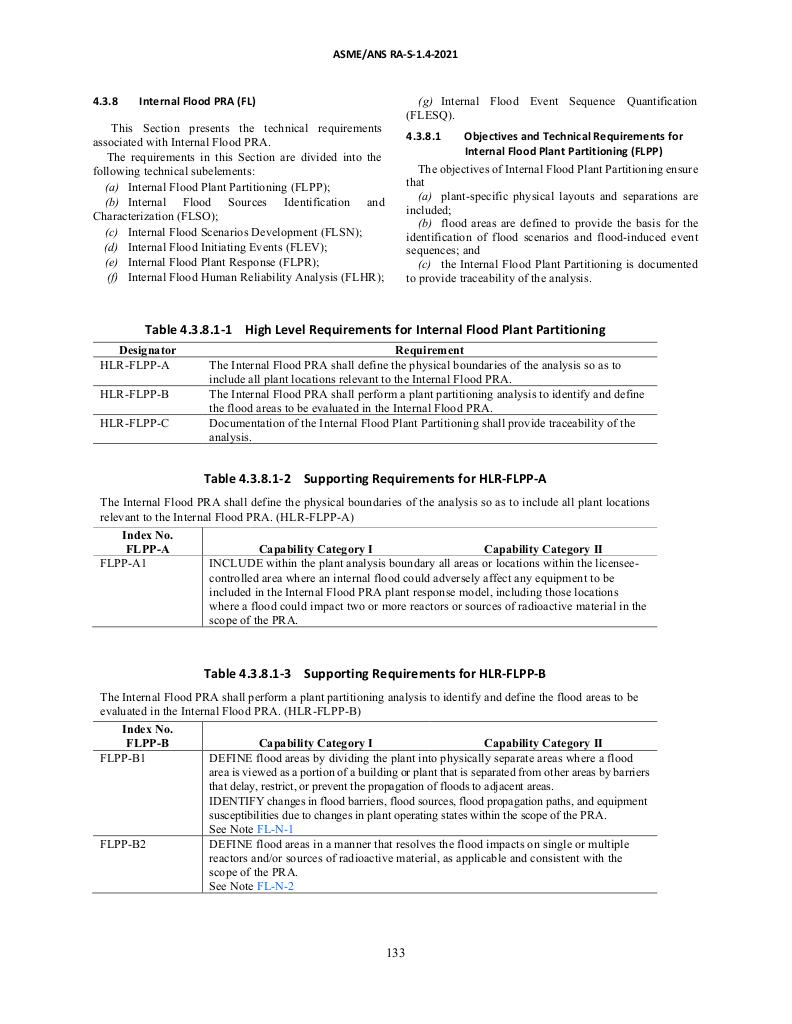 ASME/ANS RA-S-1.4-2021
4.3.8 Internal Flood PRA (FL)
This Section presents the technical requirements
associated with Internal Flood PRA.
The requirements in this Section are divided into the
following technical subelements:
(a) Internal Flood Plant Partitioning (FLPP);
(b) Internal Flood Sources Identification and
Characterization (FLSO);
(c) Internal Flood Scenarios Development (FLSN);
(d) Internal Flood Initiating Events (FLEV);
(e) Internal Flood Plant Response (FLPR);
(f) Internal Flood Human Reliability Analysis (FLHR);
(g) Internal Flood Event Sequence Quantification
(FLESQ).
4.3.8.1 Objectives and Technical Requirements for
Internal Flood Plant Partitioning (FLPP)
The objectives of Internal Flood Plant Partitioning ensure
that
(a) plant-specific physical layouts and separations are
included;
(b) flood areas are defined to provide the basis for the
identification of flood scenarios and flood-induced event
sequences; and
(c) the Internal Flood Plant Partitioning is documented
to provide traceability of the analysis.
Table 4.3.8.1-1 High Level Requirements for Internal Flood Plant Partitioning
Designator Requirement
HLR-FLPP-A The Internal Flood PRA shall define the physical boundaries of the analysis so as to
include all plant locations relevant to the Internal Flood PRA.
HLR-FLPP-B The Internal Flood PRA shall perform a plant partitioning analysis to identify and define
the flood areas to be evaluated in the Internal Flood PRA.
HLR-FLPP-C Documentation of the Internal Flood Plant Partitioning shall provide traceability of the
analysis.
Table 4.3.8.1-2 Supporting Requirements for HLR-FLPP-A
The Internal Flood PRA shall define the physical boundaries of the analysis so as to include all plant locations
relevant to the Internal Flood PRA. (HLR-FLPP-A)
Index No.
FLPP-A Capability Category I Capability Category II
FLPP-A1 INCLUDE within the plant analysis boundary all areas or locations within the licensee-
controlled area where an internal flood could adversely affect any equipment to be
included in the Internal Flood PRA plant response model, including those locations
where a flood could impact two or more reactors or sources of radioactive material in the
scope of the PRA.
Table 4.3.8.1-3 Supporting Requirements for HLR-FLPP-B
The Internal Flood PRA shall perform a plant partitioning analysis to identify and define the flood areas to be
evaluated in the Internal Flood PRA. (HLR-FLPP-B)
Index No.
FLPP-B Capability Category I Capability Category II
FLPP-B1 DEFINE flood areas by dividing the plant into physically separate areas where a flood
area is viewed as a portion of a building or plant that is separated from other areas by barriers
that delay, restrict, or prevent the propagation of floods to adjacent areas.
IDENTIFY changes in flood barriers, flood sources, flood propagation paths, and equipment
susceptibilities due to changes in plant operating states within the scope of the PRA.
See Note FL-N-1
FLPP-B2 DEFINE flood areas in a manner that resolves the flood impacts on single or multiple
reactors and/or sources of radioactive material, as applicable and consistent with the
scope of the PRA.
See Note FL-N-2
133